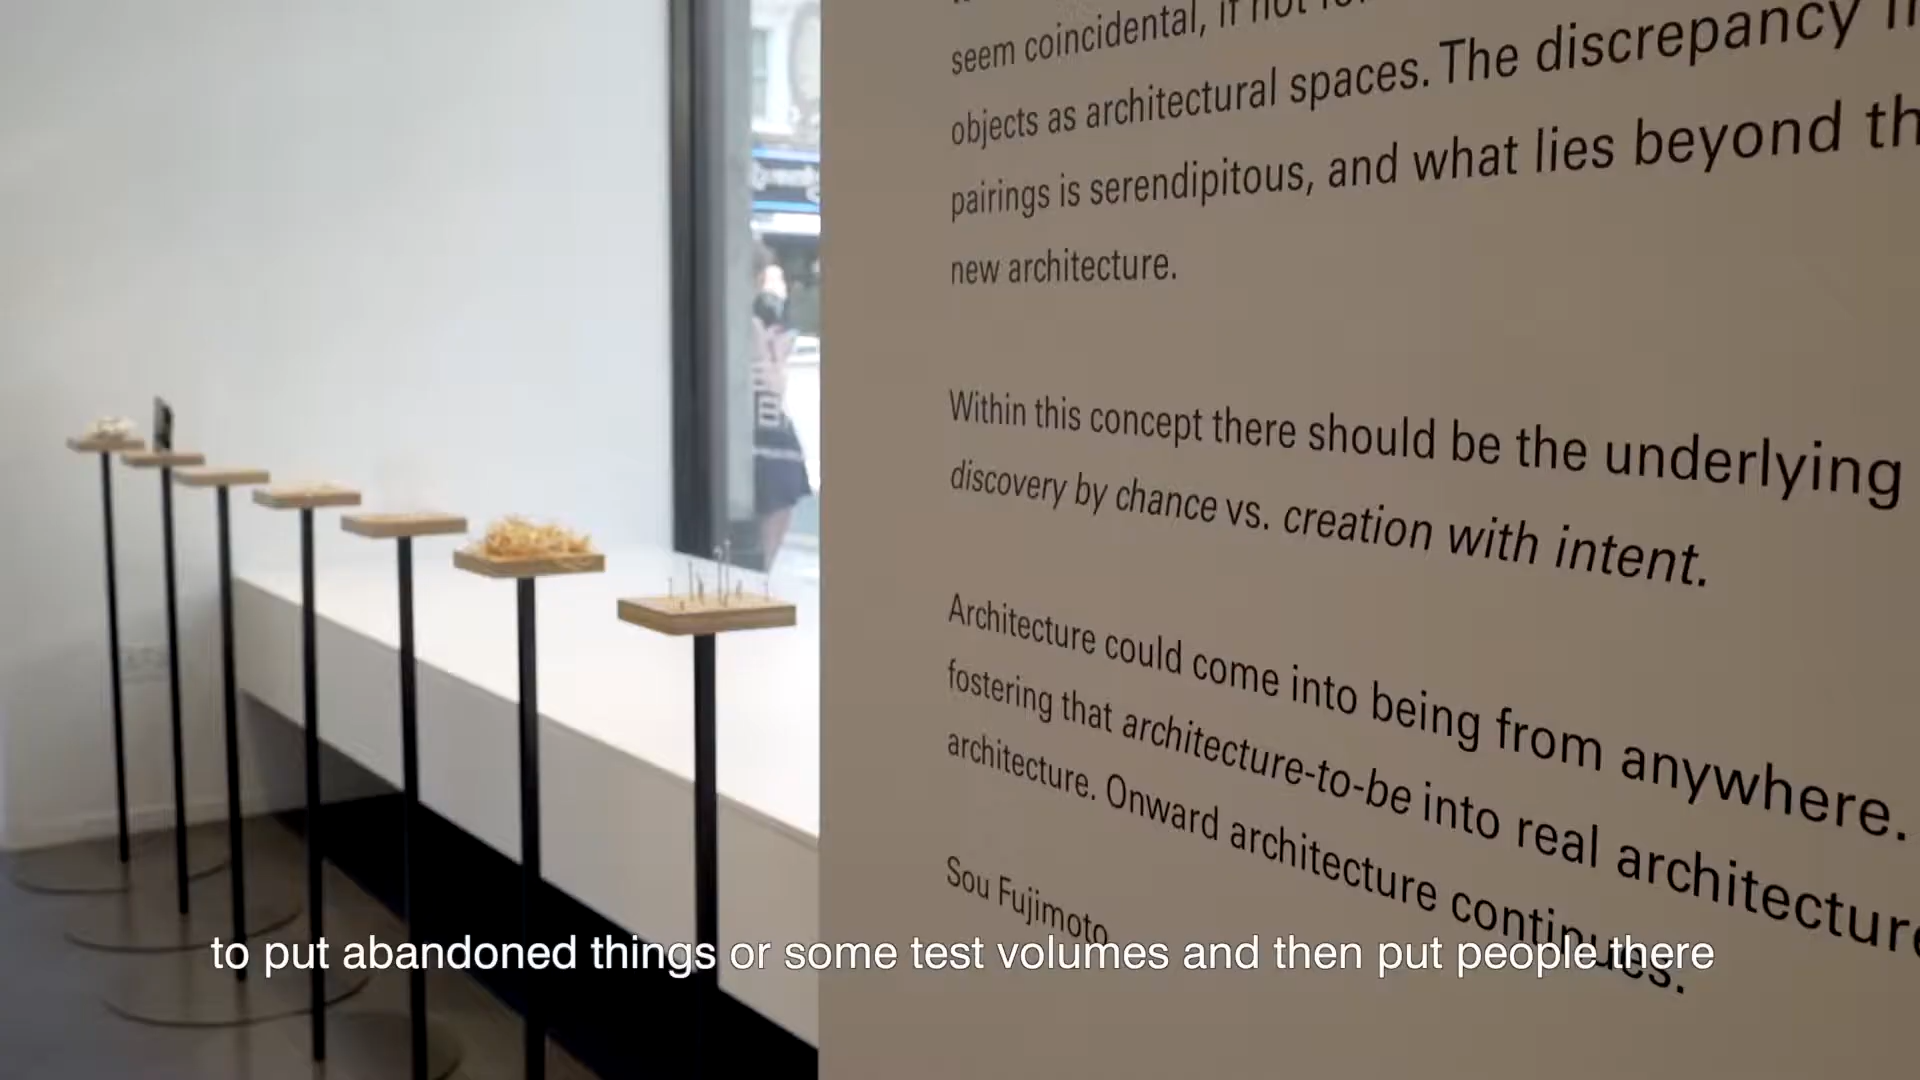 seem coincidental, if not
objects as architectural spaces. The discrepancy
pairings is serendipitous, and what lies beyond
new architecture.
Within this concept there should be the underlying
discovery by chance vs. creation with intent.
Architecture could come into being from anywhere.
fostering that architecture-to-be into real architecture
architecture. Onward architecture continues.
Sou Fujimoto
to put abandoned things or some test volumes and then put people there